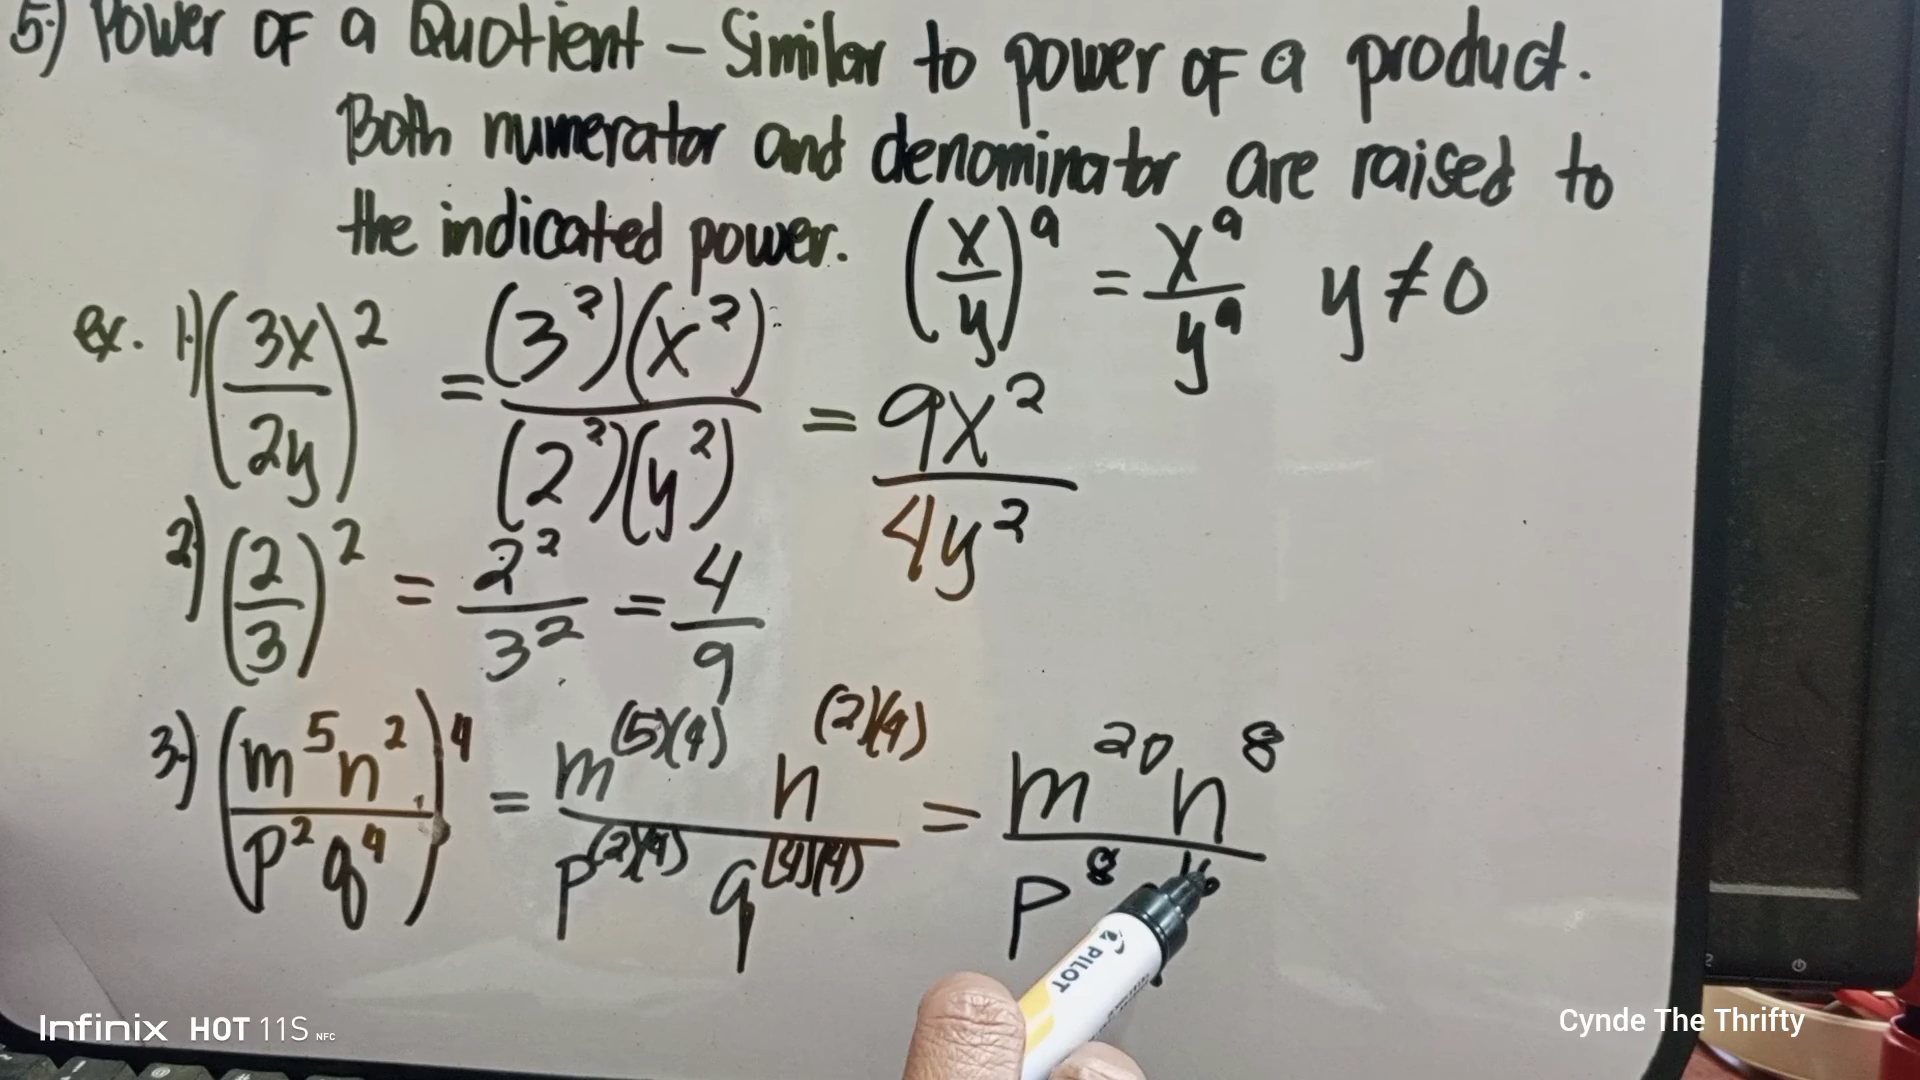 5.) Power OF a Quotient – Similar to power OF a product.
Both numerator and denominator are raised to
the indicated power. (x/y)^a = x^a/y^a y ≠ 0
ex. 1.) (3x/2y)^2 = (3^2)(x^2)/(2^2)(y^2) = 9x^2/4y^2
2.) (2/3)^2 = 2^2/3^2 = 4/9
3.) (m^5n^2/p^2q^4)^4 = m^(5)(4) n^(2)(4)/p^(2)(4) q^(4)(4) = m^20n^8/p^8 ^16
PILOT
Infinix HOT 11S NFC
Cynde The Thrifty